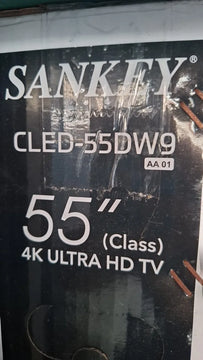 SANKEY®
CLED-55DW9
AA 01
55" (Class)
4K ULTRA HD TV